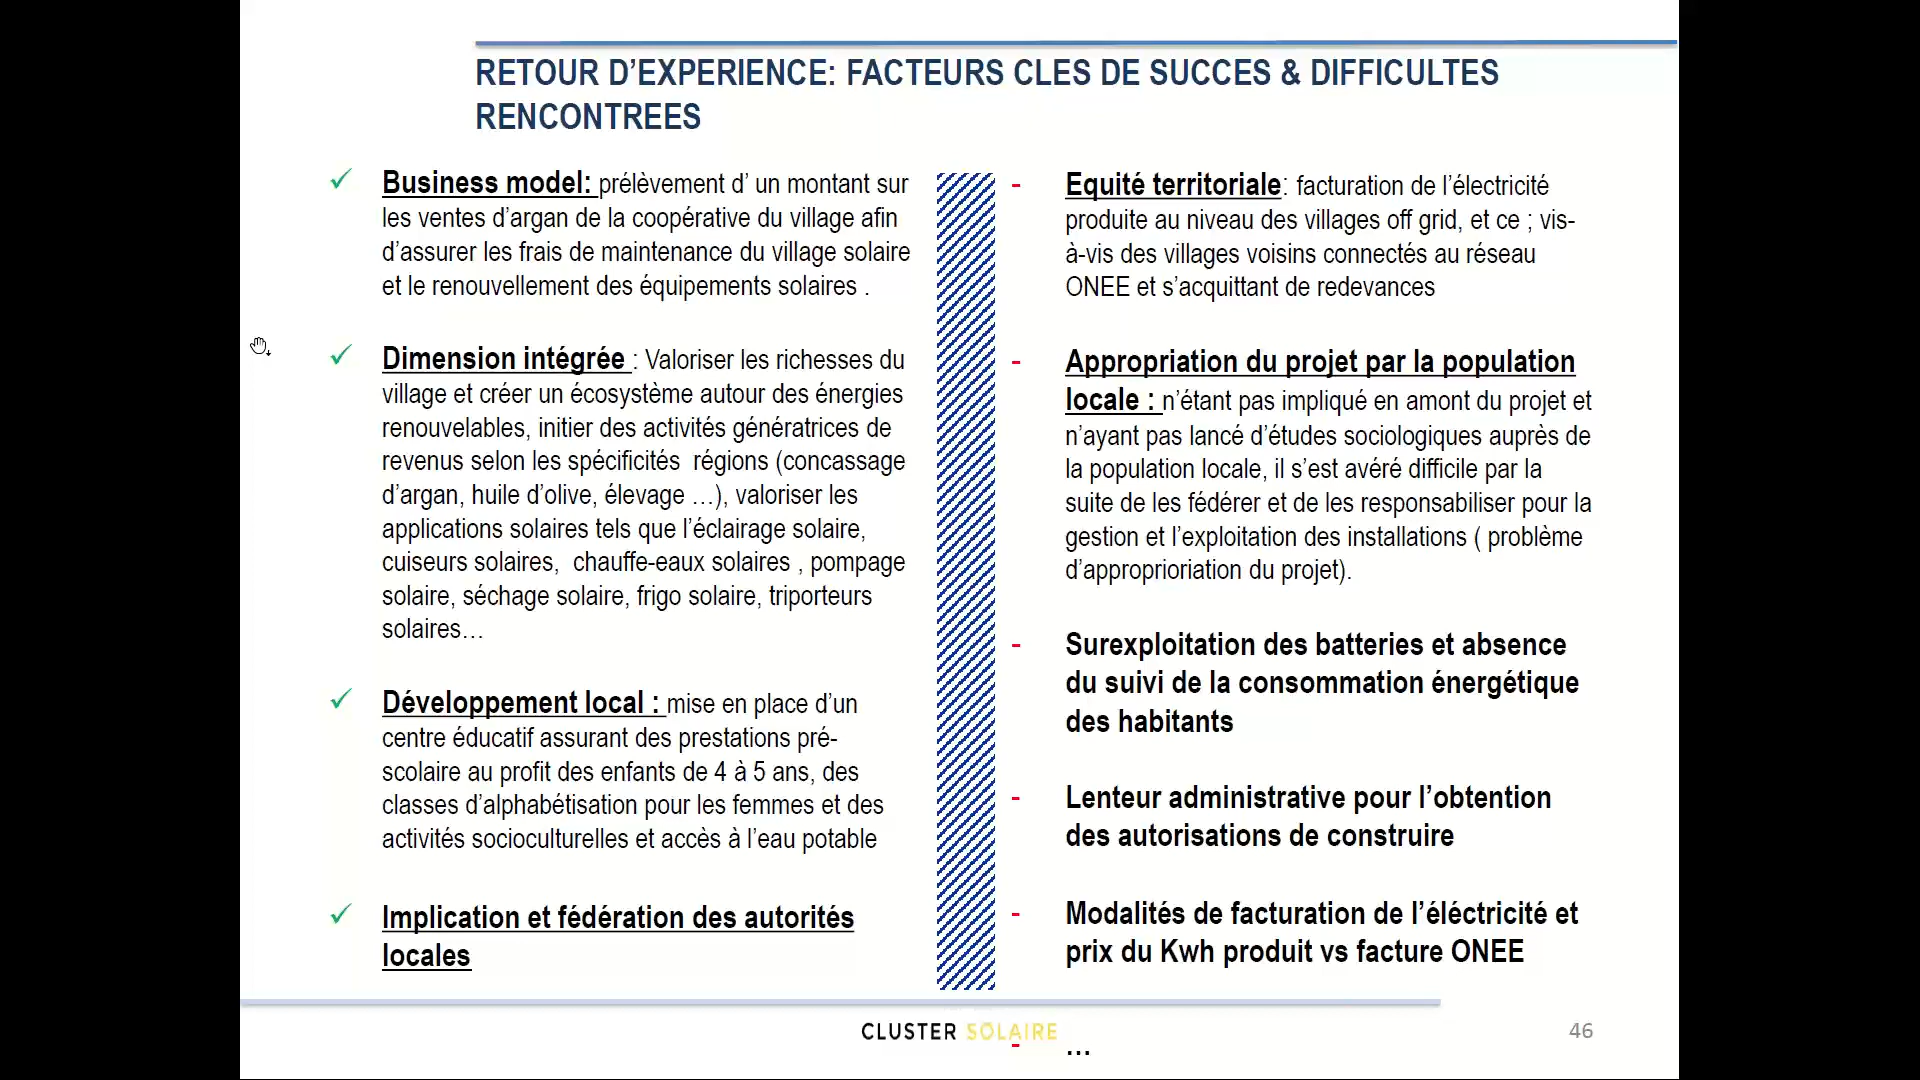 RETOUR D’EXPERIENCE: FACTEURS CLES DE SUCCES & DIFFICULTES
RENCONTREES
✓ Business model: prélèvement d’ un montant sur
les ventes d’argan de la coopérative du village afin
d’assurer les frais de maintenance du village solaire
et le renouvellement des équipements solaires .
✓ Dimension intégrée : Valoriser les richesses du
village et créer un écosystème autour des énergies
renouvelables, initier des activités génératrices de
revenus selon les spécificités régions (concassage
d’argan, huile d’olive, élevage …), valoriser les
applications solaires tels que l’éclairage solaire,
cuiseurs solaires, chauffe-eaux solaires , pompage
solaire, séchage solaire, frigo solaire, triporteurs
solaires…
✓ Développement local : mise en place d’un
centre éducatif assurant des prestations pré-
scolaire au profit des enfants de 4 à 5 ans, des
classes d’alphabétisation pour les femmes et des
activités socioculturelles et accès à l’eau potable
✓ Implication et fédération des autorités
locales
- Equité territoriale: facturation de l’électricité
produite au niveau des villages off grid, et ce ; vis-
à-vis des villages voisins connectés au réseau
ONEE et s’acquittant de redevances
- Appropriation du projet par la population
locale : n’étant pas impliqué en amont du projet et
n’ayant pas lancé d’études sociologiques auprès de
la population locale, il s’est avéré difficile par la
suite de les fédérer et de les responsabiliser pour la
gestion et l’exploitation des installations ( problème
d’approprioriation du projet).
- Surexploitation des batteries et absence
du suivi de la consommation énergétique
des habitants
- Lenteur administrative pour l’obtention
des autorisations de construire
- Modalités de facturation de l’éléctricité et
prix du Kwh produit vs facture ONEE
- …
CLUSTER SOLAIRE
46